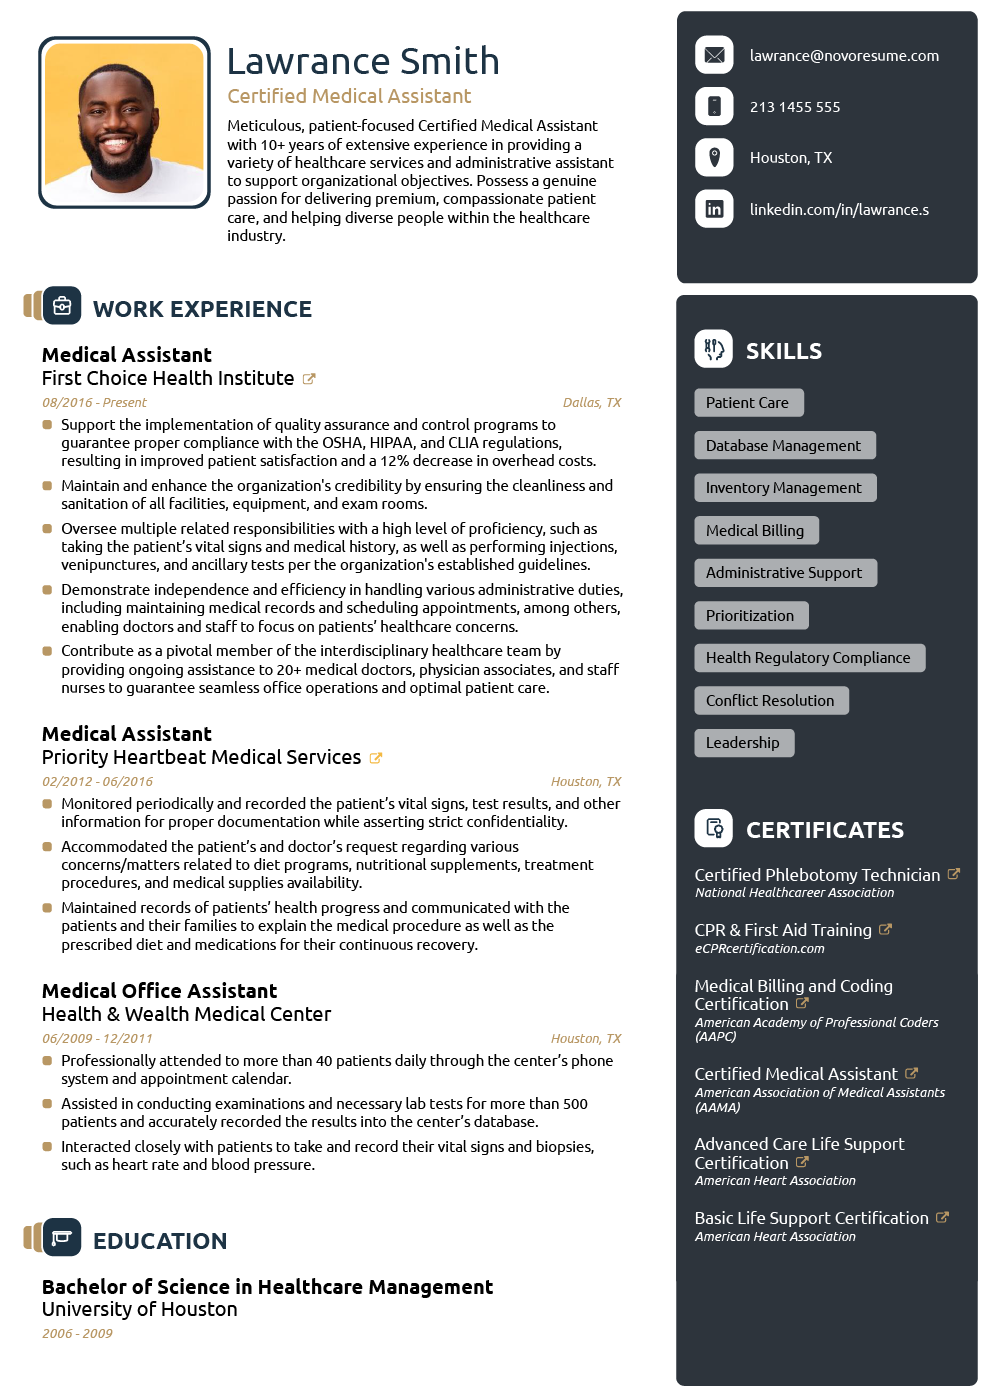 Lawrance Smith
Certified Medical Assistant
Meticulous, patient-focused Certified Medical Assistant
with 10+ years of extensive experience in providing a
variety of healthcare services and administrative assistant
to support organizational objectives. Possess a genuine
passion for delivering premium, compassionate patient
care, and helping diverse people within the healthcare
industry.
lawrance@novoresume.com
213 1455 555
Houston, TX
linkedin.com/in/lawrance.s
WORK EXPERIENCE
Medical Assistant
First Choice Health Institute
08/2016 - Present
Dallas, TX
Support the implementation of quality assurance and control programs to
guarantee proper compliance with the OSHA, HIPAA, and CLIA regulations,
resulting in improved patient satisfaction and a 12% decrease in overhead costs.
Maintain and enhance the organization's credibility by ensuring the cleanliness and
sanitation of all facilities, equipment, and exam rooms.
Oversee multiple related responsibilities with a high level of proficiency, such as
taking the patient’s vital signs and medical history, as well as performing injections,
venipunctures, and ancillary tests per the organization's established guidelines.
Demonstrate independence and efficiency in handling various administrative duties,
including maintaining medical records and scheduling appointments, among others,
enabling doctors and staff to focus on patients’ healthcare concerns.
Contribute as a pivotal member of the interdisciplinary healthcare team by
providing ongoing assistance to 20+ medical doctors, physician associates, and staff
nurses to guarantee seamless office operations and optimal patient care.
Medical Assistant
Priority Heartbeat Medical Services
02/2012 - 06/2016
Houston, TX
Monitored periodically and recorded the patient’s vital signs, test results, and other
information for proper documentation while asserting strict confidentiality.
Accommodated the patient’s and doctor’s request regarding various
concerns/matters related to diet programs, nutritional supplements, treatment
procedures, and medical supplies availability.
Maintained records of patients’ health progress and communicated with the
patients and their families to explain the medical procedure as well as the
prescribed diet and medications for their continuous recovery.
Medical Office Assistant
Health & Wealth Medical Center
06/2009 - 12/2011
Houston, TX
Professionally attended to more than 40 patients daily through the center’s phone
system and appointment calendar.
Assisted in conducting examinations and necessary lab tests for more than 500
patients and accurately recorded the results into the center’s database.
Interacted closely with patients to take and record their vital signs and biopsies,
such as heart rate and blood pressure.
EDUCATION
Bachelor of Science in Healthcare Management
University of Houston
2006 - 2009
SKILLS
Patient Care
Database Management
Inventory Management
Medical Billing
Administrative Support
Prioritization
Health Regulatory Compliance
Conflict Resolution
Leadership
CERTIFICATES
Certified Phlebotomy Technician
National Healthcareer Association
CPR & First Aid Training
eCPRcertification.com
Medical Billing and Coding
Certification
American Academy of Professional Coders
(AAPC)
Certified Medical Assistant
American Association of Medical Assistants
(AAMA)
Advanced Care Life Support
Certification
American Heart Association
Basic Life Support Certification
American Heart Association